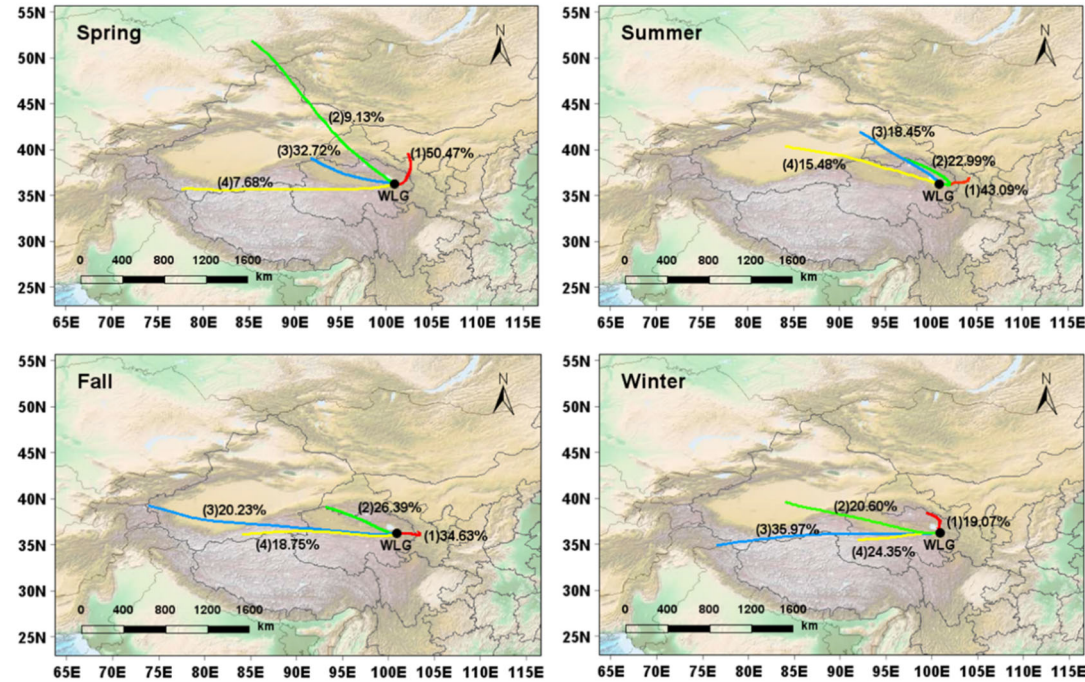 Spring
N
55N
50N
45N
40N
35N
30N
25N
(2)9.13%
(3)32.72%
(1)50.47%
(4)7.68%
WLG
0 400 800 1200 1600
km
65E 70E 75E 80E 85E 90E 95E 100E 105E 110E 115E
Summer
N
55N
50N
45N
40N
35N
30N
25N
(3)18.45%
(4)15.48%
(2)22.99%
(1)43.09%
WLG
0 400 800 1200 1600
km
65E 70E 75E 80E 85E 90E 95E 100E 105E 110E 115E
Fall
N
55N
50N
45N
40N
35N
30N
25N
(3)20.23%
(2)26.39%
(1)34.63%
(4)18.75%
WLG
0 400 800 1200 1600
km
65E 70E 75E 80E 85E 90E 95E 100E 105E 110E 115E
Winter
N
55N
50N
45N
40N
35N
30N
25N
(2)20.60%
(1)19.07%
(3)35.97%
(4)24.35%
WLG
0 400 800 1200 1600
km
65E 70E 75E 80E 85E 90E 95E 100E 105E 110E 115E